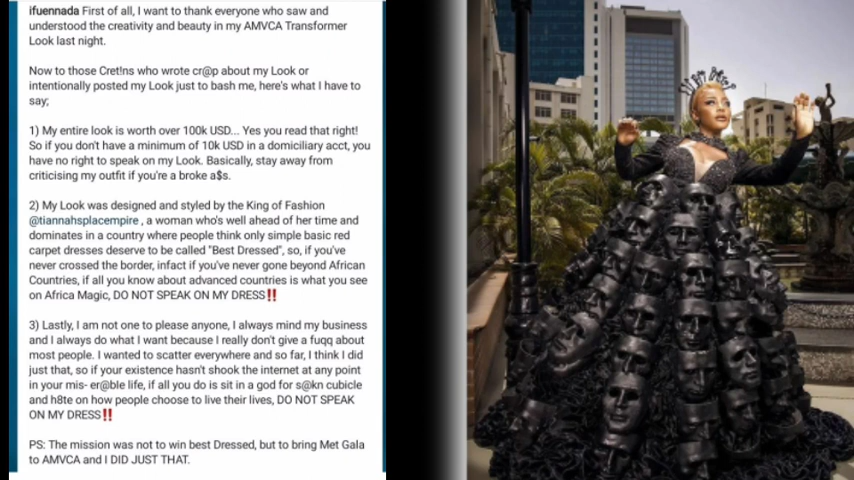 ifuennada First of all, I want to thank everyone who saw and
understood the creativity and beauty in my AMVCA Transformer
Look last night.
Now to those Cret!ns who wrote cr@p about my Look or
intentionally posted my Look just to bash me, here's what I have to
say;
1) My entire look is worth over 100k USD... Yes you read that right!
So if you don't have a minimum of 10k USD in a domiciliary acct, you
have no right to speak on my Look. Basically, stay away from
criticising my outfit if you're a broke a$s.
2) My Look was designed and styled by the King of Fashion
@tiannahsplacempire , a woman who's well ahead of her time and
dominates in a country where people think only simple basic red
carpet dresses deserve to be called "Best Dressed", so, if you've
never crossed the border, infact if you've never gone beyond African
Countries, if all you know about advanced countries is what you see
on Africa Magic, DO NOT SPEAK ON MY DRESS‼️
3) Lastly, I am not one to please anyone, I always mind my business
and I always do what I want because I really don't give a fuqq about
most people. I wanted to scatter everywhere and so far, I think I did
just that, so if your existence hasn't shook the internet at any point
in your mis- er@ble life, if all you do is sit in a god for s@kn cubicle
and h8te on how people choose to live their lives, DO NOT SPEAK
ON MY DRESS‼️
PS: The mission was not to win best Dressed, but to bring Met Gala
to AMVCA and I DID JUST THAT.